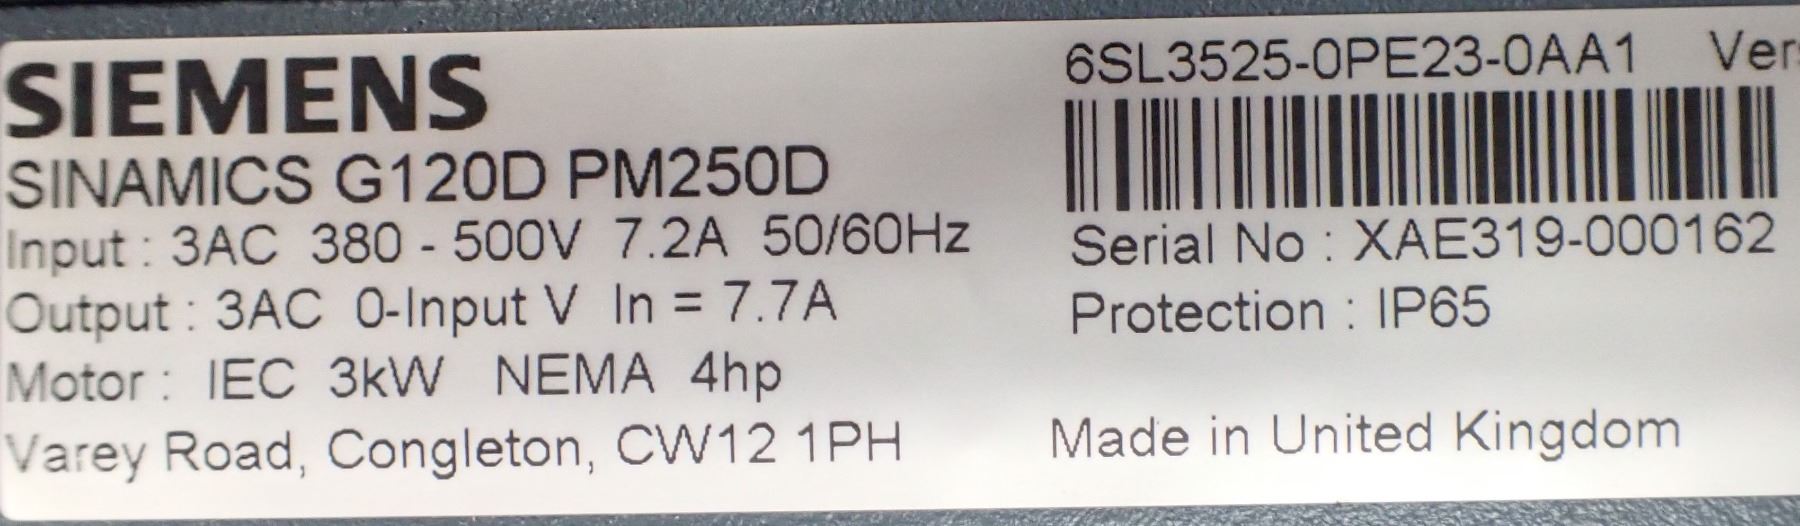 SIEMENS
SINAMICS G120D PM250D
Input : 3AC 380 - 500V 7.2A 50/60Hz
Output : 3AC 0-Input V In = 7.7A
Motor : IEC 3kW NEMA 4hp
Varey Road, Congleton, CW12 1PH
6SL3525-0PE23-0AA1
Serial No : XAE319-000162
Protection : IP65
Made in United Kingdom